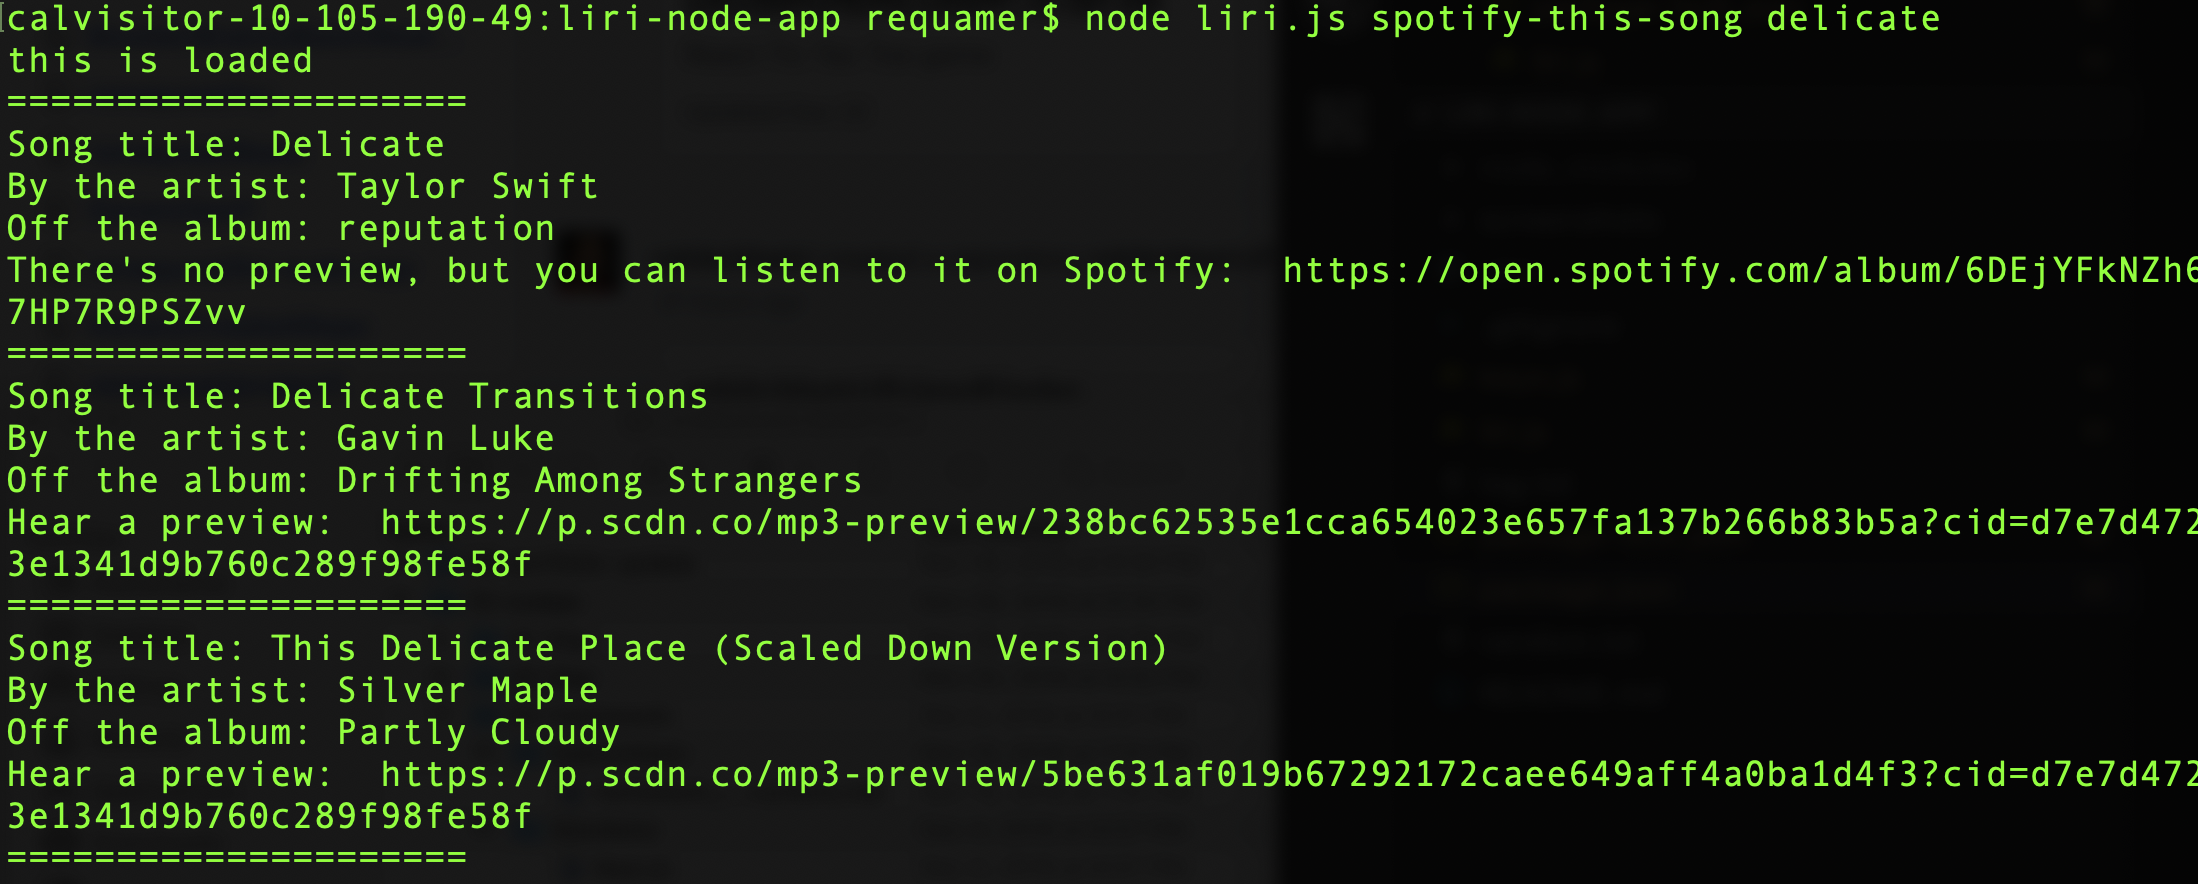 calvisitor-10-105-190-49:liri-node-app requamer$ node liri.js spotify-this-song delicate
this is loaded
=====================
Song title: Delicate
By the artist: Taylor Swift
Off the album: reputation
There's no preview, but you can listen to it on Spotify:  https://open.spotify.com/album/6DEjYFkNZh6
7HP7R9PSZvv
=====================
Song title: Delicate Transitions
By the artist: Gavin Luke
Off the album: Drifting Among Strangers
Hear a preview:  https://p.scdn.co/mp3-preview/238bc62535e1cca654023e657fa137b266b83b5a?cid=d7e7d472
3e1341d9b760c289f98fe58f
=====================
Song title: This Delicate Place (Scaled Down Version)
By the artist: Silver Maple
Off the album: Partly Cloudy
Hear a preview:  https://p.scdn.co/mp3-preview/5be631af019b67292172caee649aff4a0ba1d4f3?cid=d7e7d472
3e1341d9b760c289f98fe58f
=====================